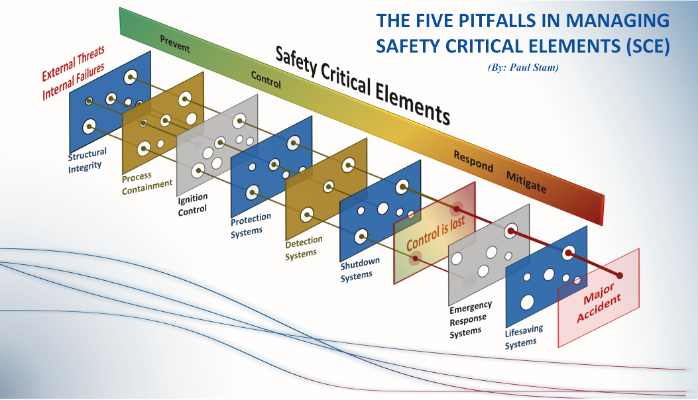 THE FIVE PITFALLS IN MANAGING
SAFETY CRITICAL ELEMENTS (SCE)
(By: Paul Stam)
External Threats
Internal Failures
Prevent
Control
Safety Critical Elements
Respond
Mitigate
Structural
Integrity
Process
Containment
Ignition
Control
Protection
Systems
Detection
Systems
Shutdown
Systems
Control is lost
Emergency
Response
Systems
Lifesaving
Systems
Major
Accident